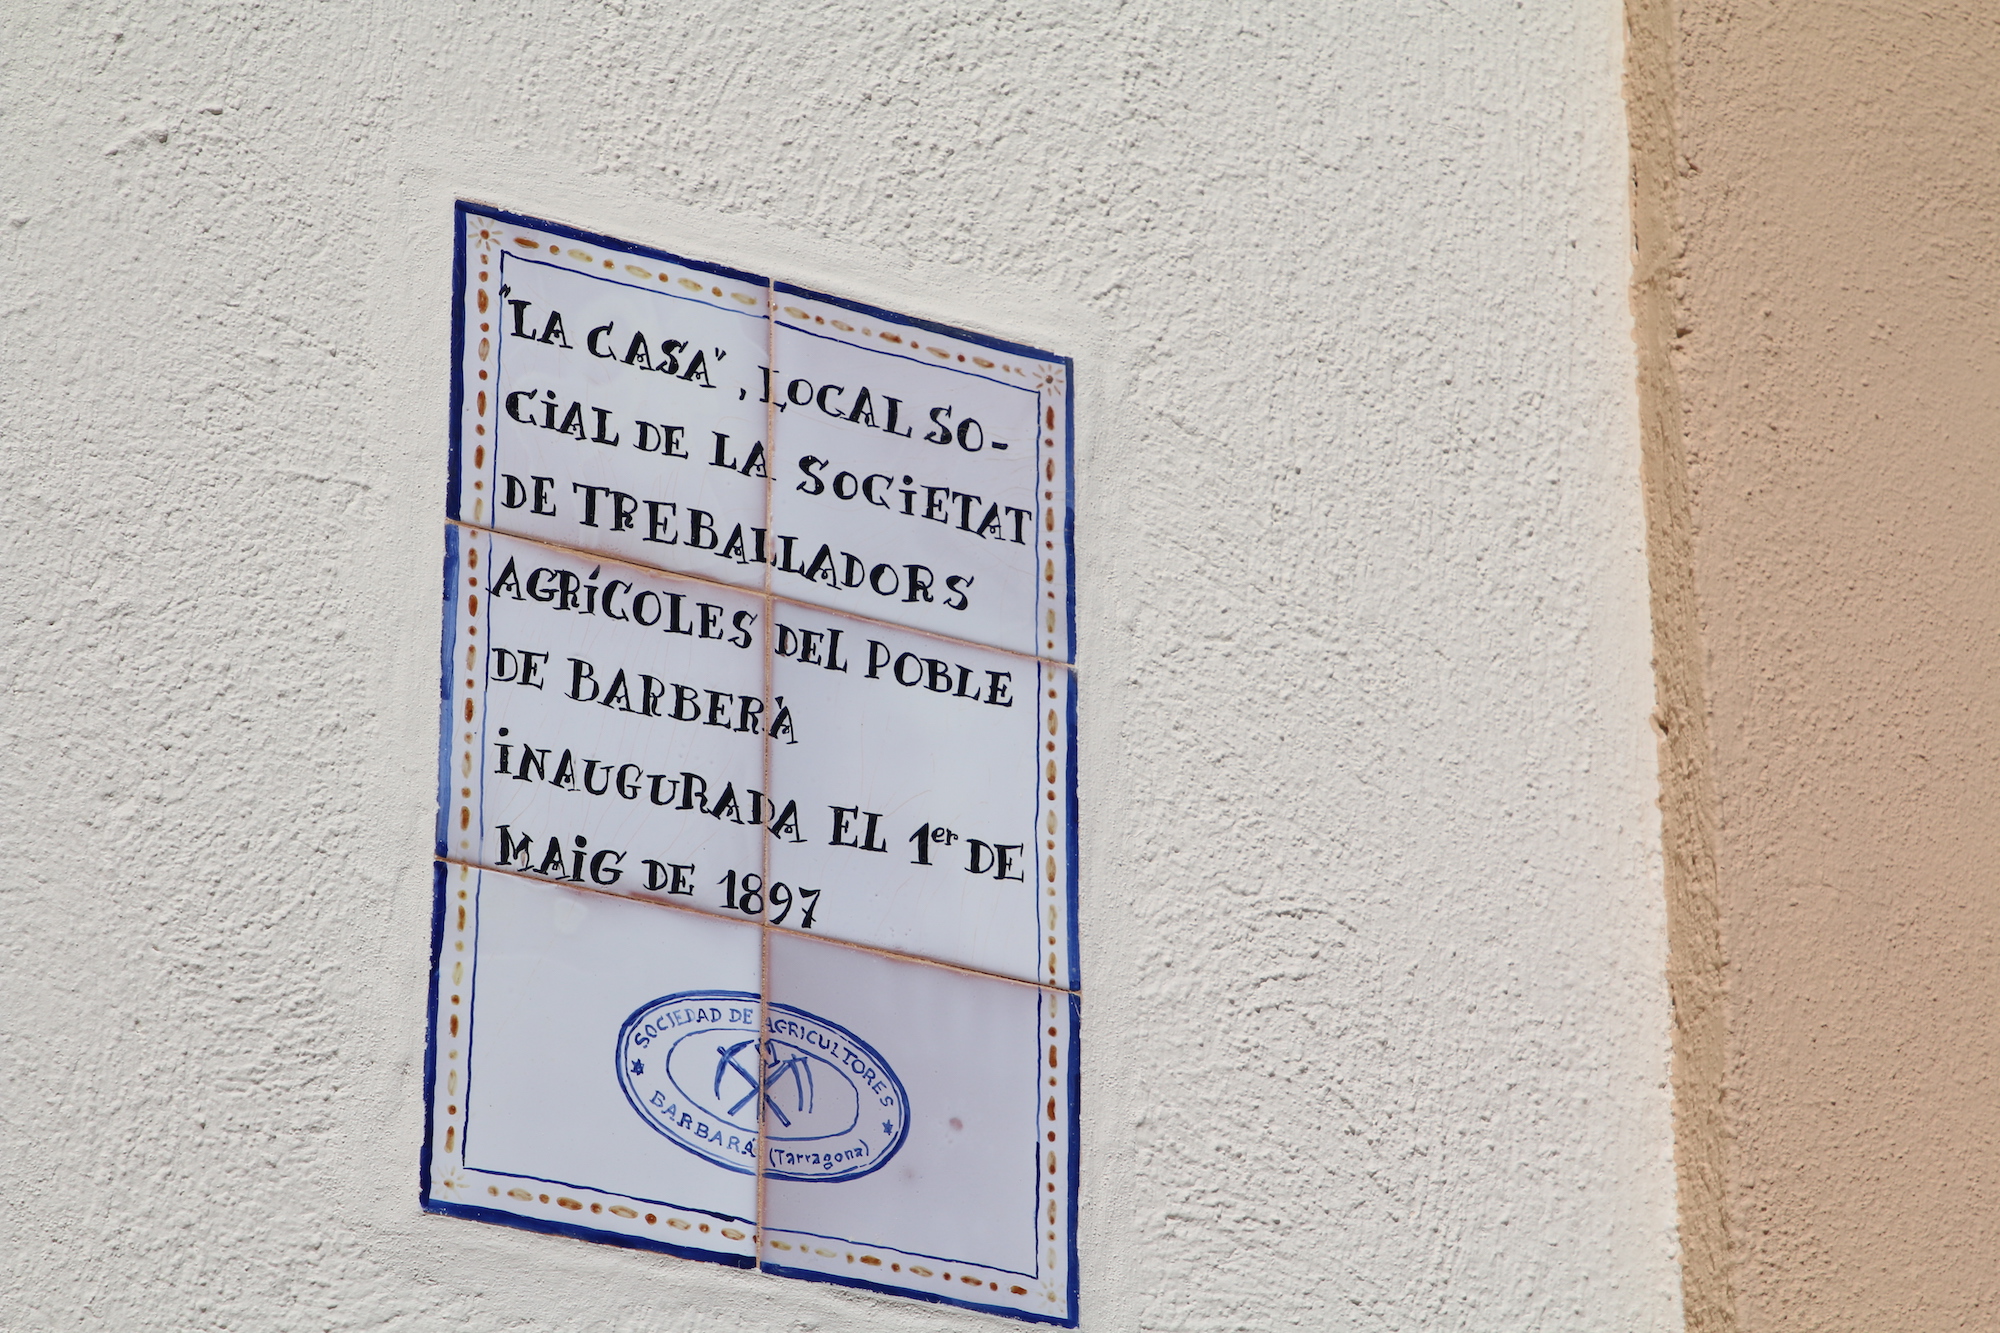 "LA CASA", LOCAL SO-
CIAL DE LA SOCIETAT
DE TREBALLADORS
AGRÍCOLES DEL POBLE
DE BARBERÀ
INAUGURADA EL 1er DE
MAIG DE 1897
SOCIEDAD DE AGRICULTORES
BARBARÁ (Tarragona)